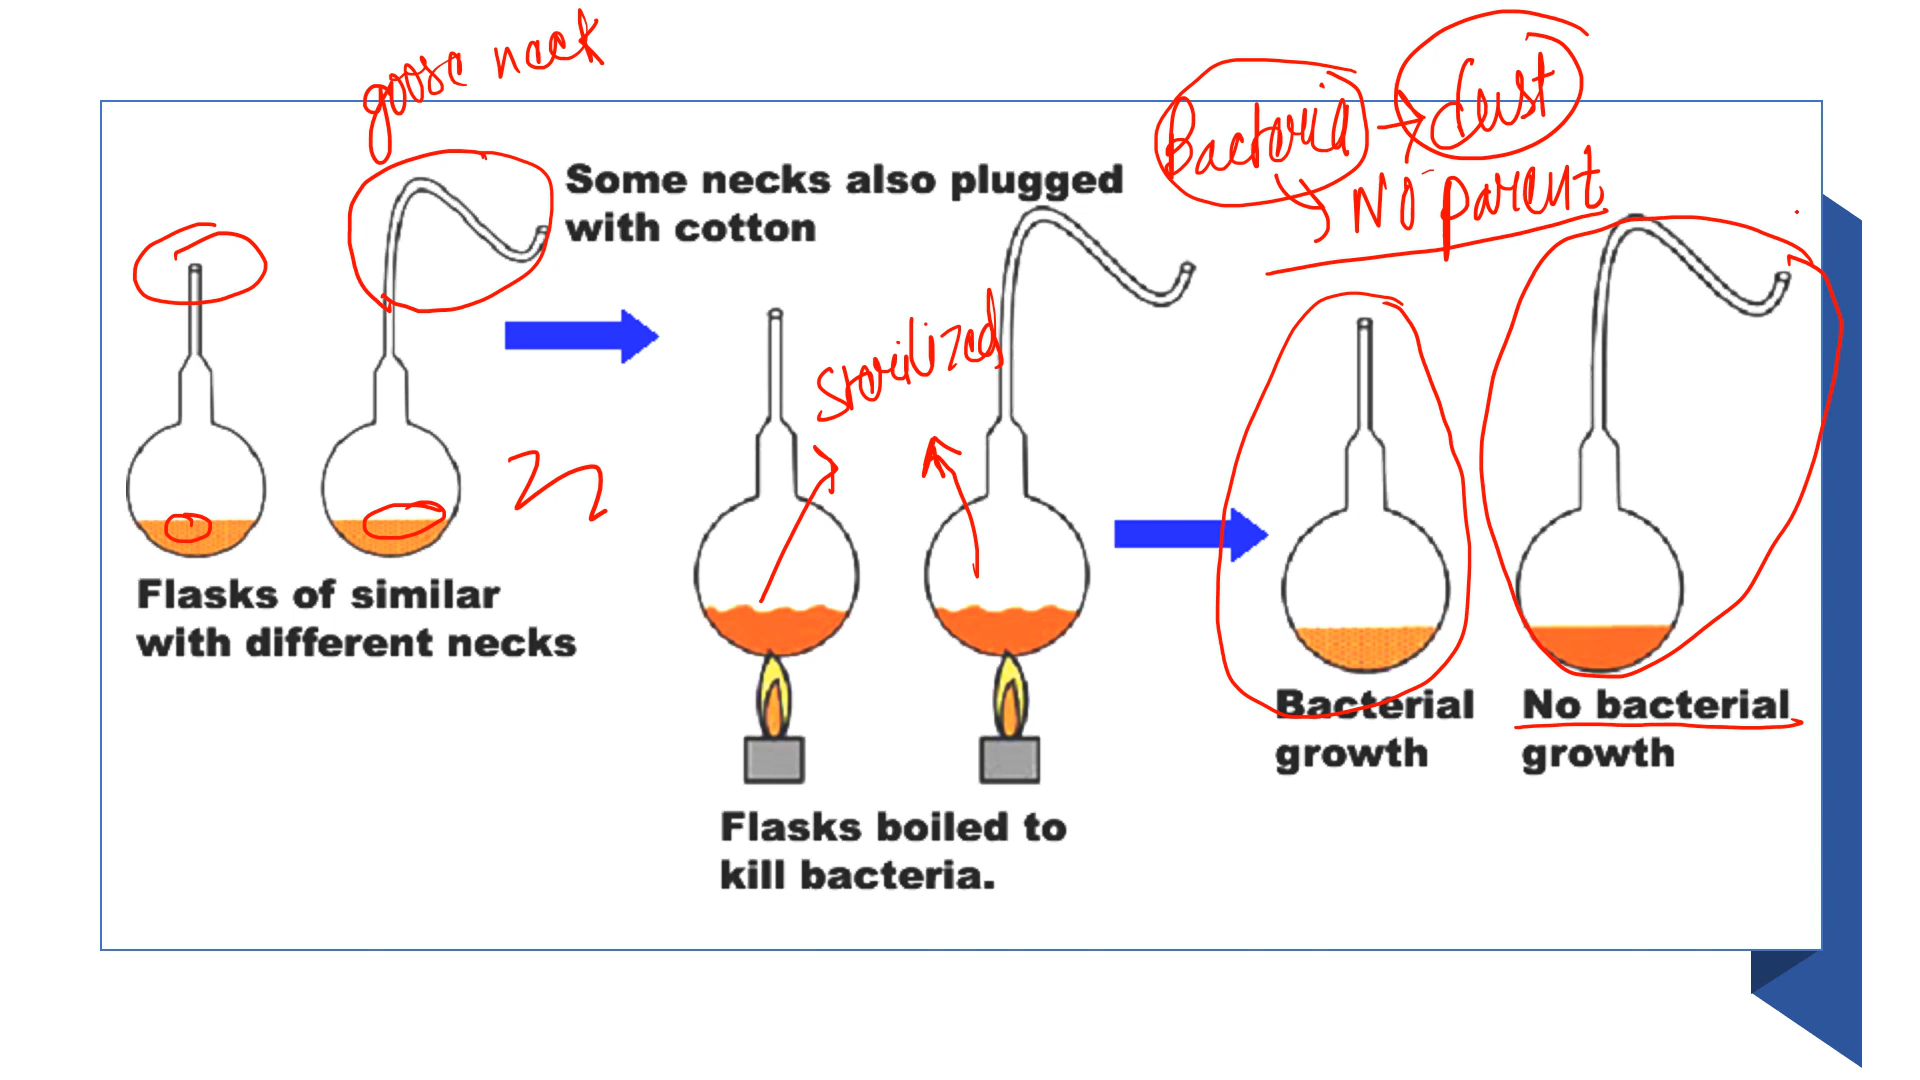 goose neck
Bacteria → dust
→ No parent
Some necks also plugged
with cotton
sterilized
Flasks of similar
with different necks
Bacterial
growth
No bacterial
growth
Flasks boiled to
kill bacteria.